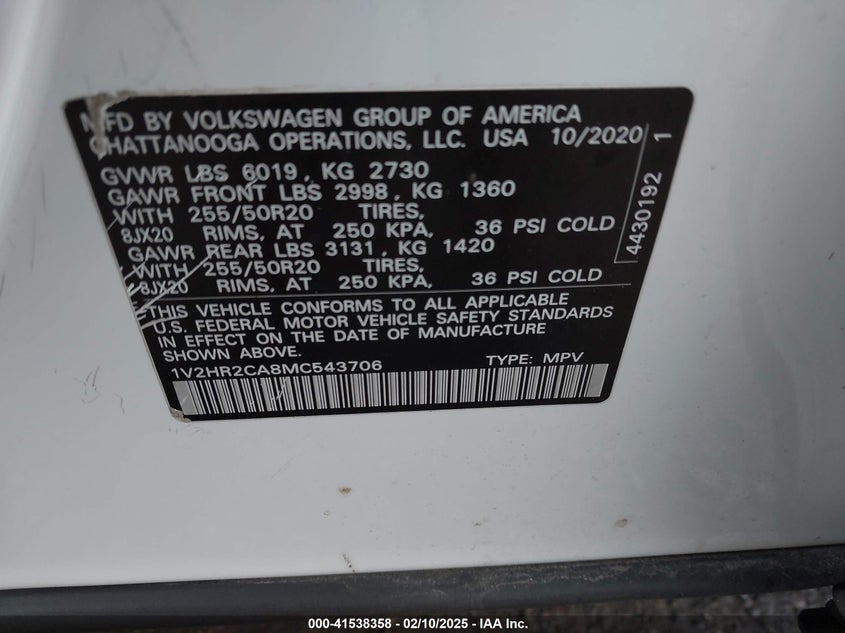 MFD BY VOLKSWAGEN GROUP OF AMERICA
CHATTANOOGA OPERATIONS, LLC. USA 10/2020
GVWR LBS 6019, KG 2730
GAWR FRONT LBS 2998, KG 1360
WITH 255/50R20 TIRES,
8JX20 RIMS, AT 250 KPA, 36 PSI COLD
GAWR REAR LBS 3131, KG 1420
WITH 255/50R20 TIRES,
8JX20 RIMS, AT 250 KPA, 36 PSI COLD
THIS VEHICLE CONFORMS TO ALL APPLICABLE
U.S. FEDERAL MOTOR VEHICLE SAFETY STANDARDS
IN EFFECT ON THE DATE OF MANUFACTURE
SHOWN ABOVE.
1V2HR2CA8MC543706 TYPE: MPV
4430192 1
000-41538358 - 02/10/2025 - IAA Inc.